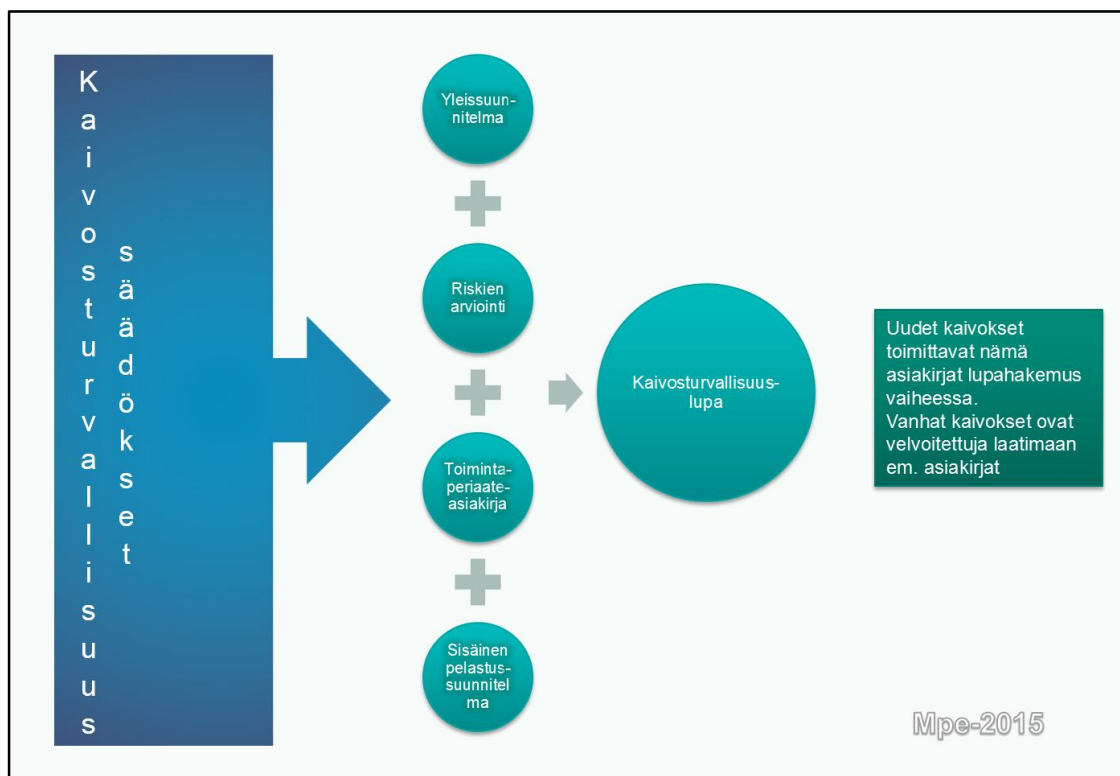 Kaivosturvallisuus
säädökset
Yleissuun-
nitelma
Riskien
arviointi
Toiminta-
periaate-
asiakirja
Sisäinen
pelastus-
suunnitel
ma
Kaivosturvallisuus-
lupa
Uudet kaivokset
toimittavat nämä
asiakirjat lupahakemus
vaiheessa.
Vanhat kaivokset ovat
velvoitettuja laatimaan
em. asiakirjat
Mpe-2015